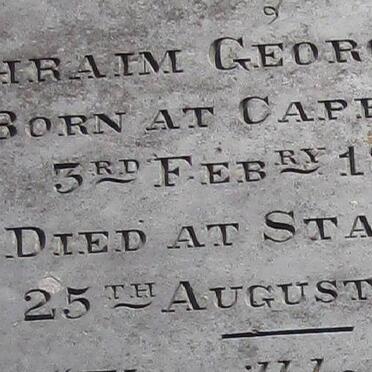 HRAIM GEOR
BORN AT CAPE
3RD FEBRY 1
DIED AT STA
25TH AUGUST